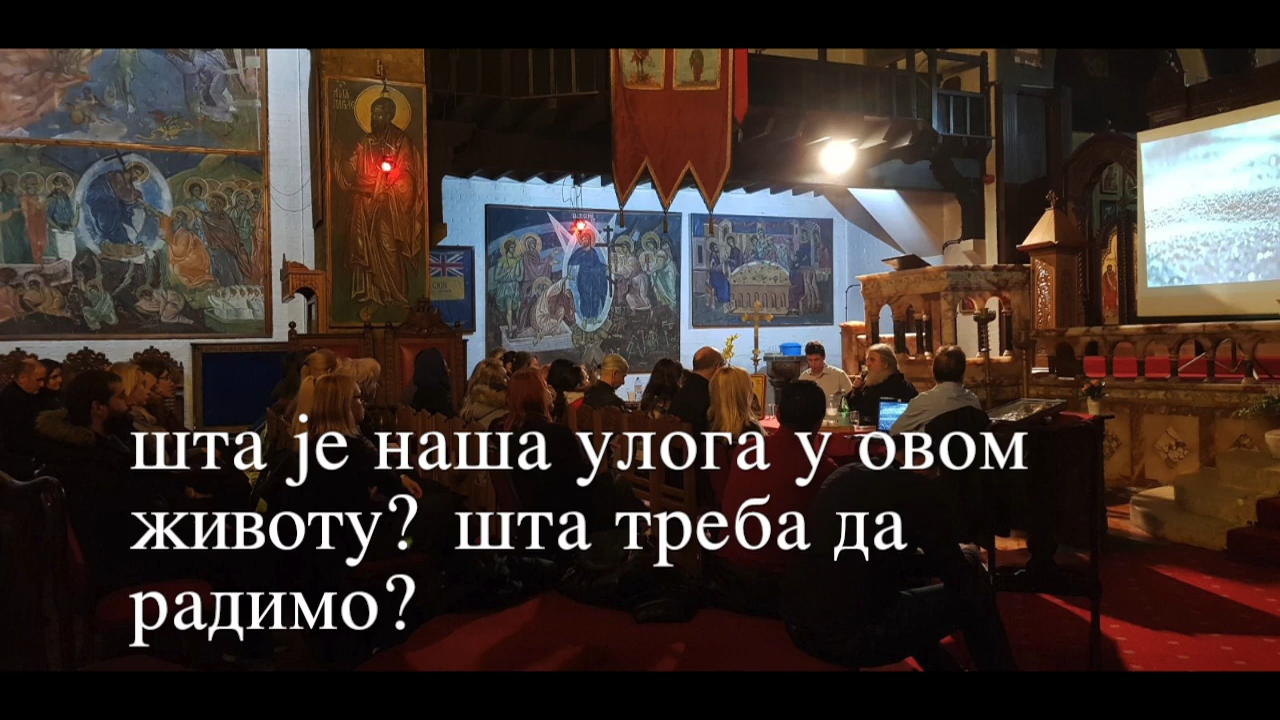 шта је наша улога у овом
животу? шта треба да
радимо?